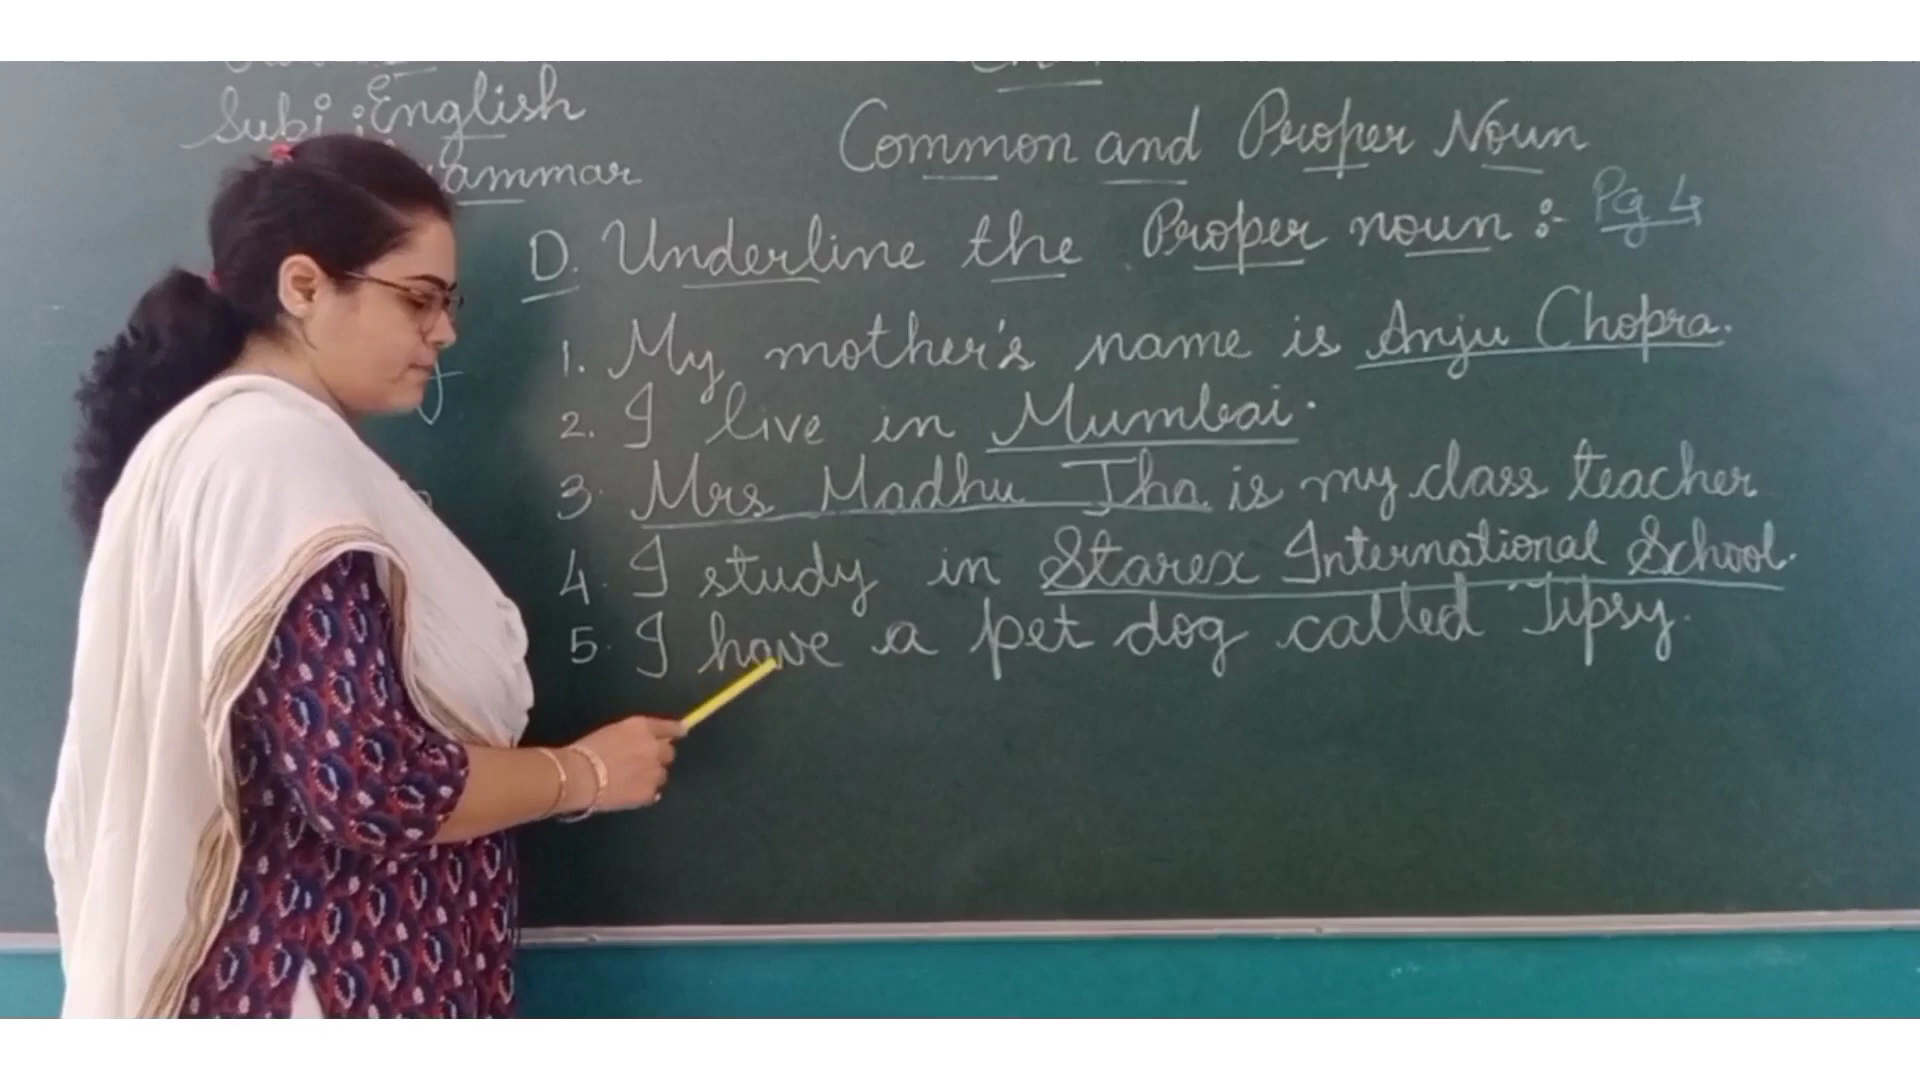 Subj : English
Common and Proper Noun
D. Underline the Proper noun :- Pg 4
1. My mother's name is Anju Chopra.
2. I live in Mumbai.
3. Mrs Madhu Jha is my class teacher
4. I study in Starex International School.
5. I have a pet dog called Tipsy.